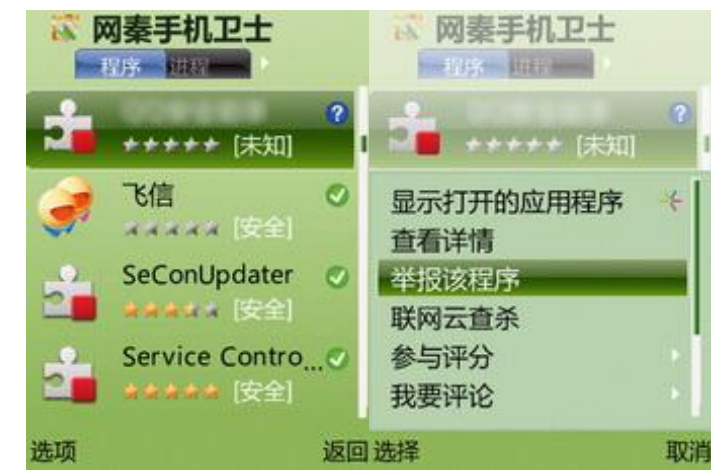 网秦手机卫士
程序 进程
[未知]
飞信
[安全]
SeConUpdater
[安全]
Service Contro...
[安全]
选项 返回
网秦手机卫士
程序 进程
[未知]
显示打开的应用程序
查看详情
举报该程序
联网云查杀
参与评分
我要评论
选择 取消